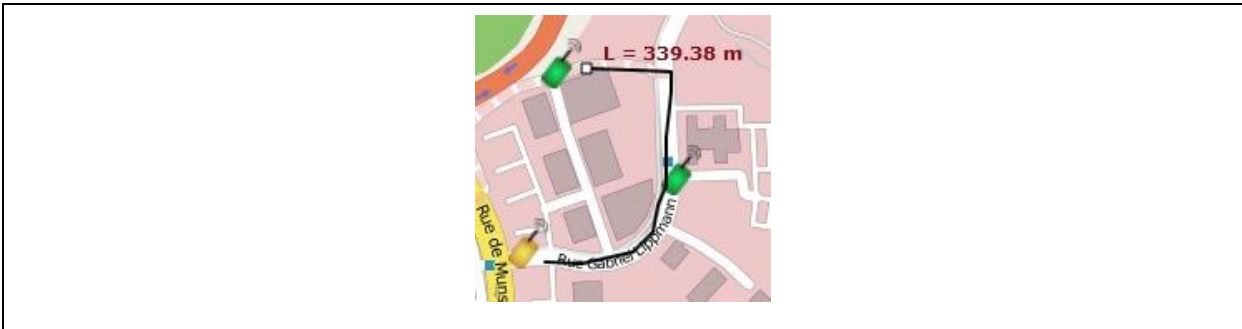 L = 339.38 m
Rue de Muns
Rue Gabriel Lippmann